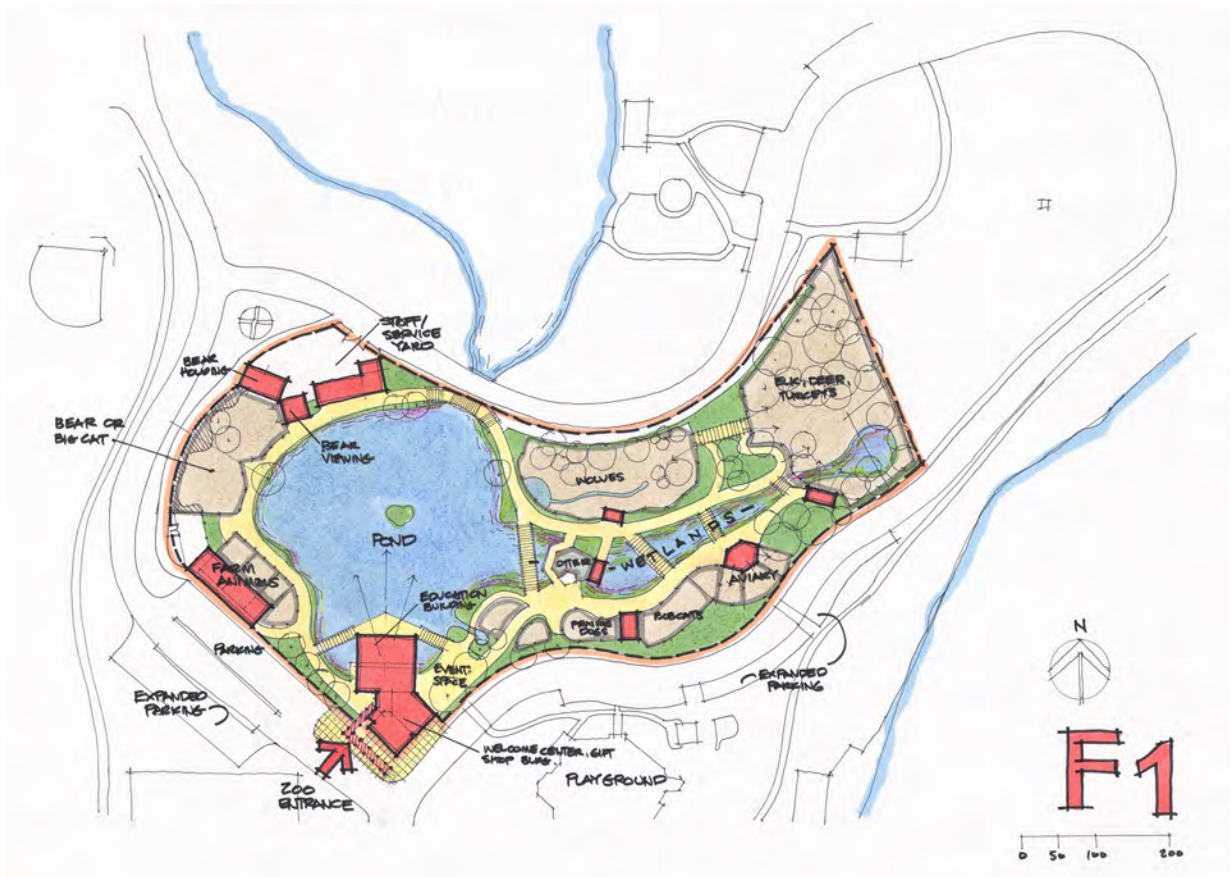 STAFF/
SERVICE
YARD
BEAR
HOUSING
BEAR OR
BIG CAT
BEAR
VIEWING
ELK, DEER,
TURKEYS
WOLVES
POND
- WETLANDS -
OTTER
FARM
ANIMALS
EDUCATION
BUILDING
AVIARY
BOBCATS
PRAIRIE
DOGS
PARKING
EVENT
SPACE
EXPANDED
PARKING
EXPANDED
PARKING
WELCOME CENTER, GIFT
SHOP BLDG.
PLAYGROUND
ZOO
ENTRANCE
N
F1
0 50 100 200